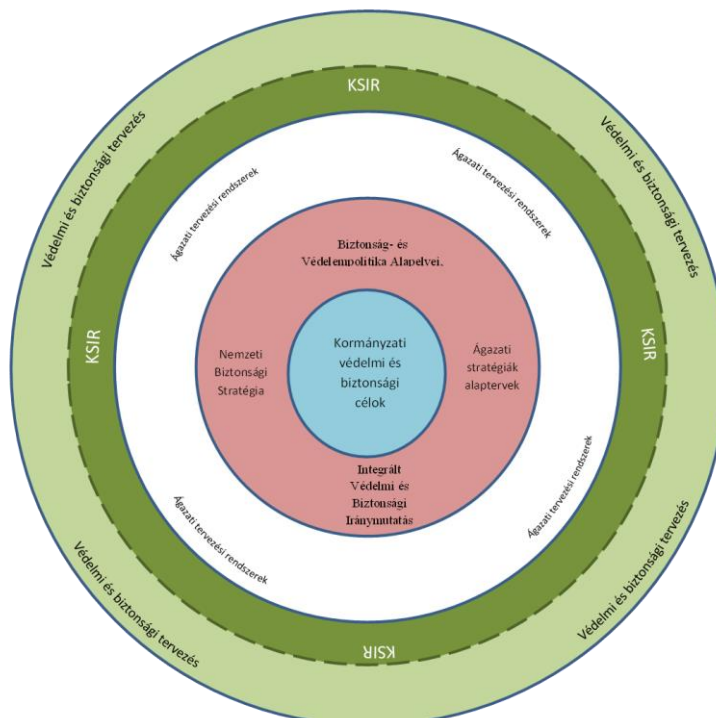 KSIR
Védelmi és biztonsági tervezés
Védelmi és biztonsági tervezés
Ágazati tervezési rendszerek
Ágazati tervezési rendszerek
Biztonság- és
Védelempolitika Alapelvei.
KSIR
KSIR
Nemzeti
Biztonsági
Stratégia
Kormányzati
védelmi és
biztonsági
célok
Ágazati
stratégiák
alaptervek
Integrált
Védelmi és
Biztonsági
Iránymutatás
Ágazati tervezési rendszerek
Ágazati tervezési rendszerek
Védelmi és biztonsági tervezés
Védelmi és biztonsági tervezés
KSIR